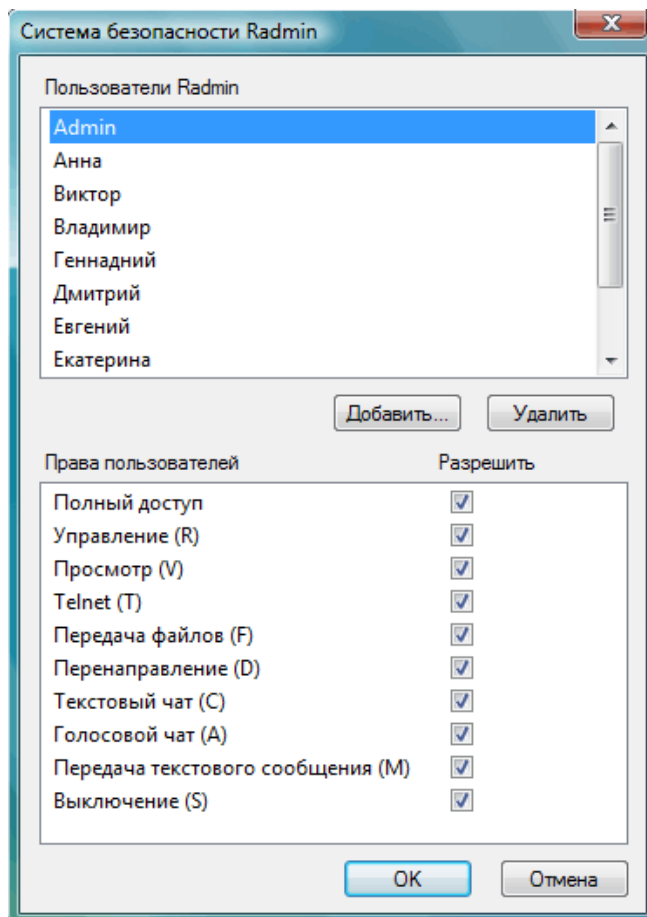 Система безопасности Radmin
Пользователи Radmin
Admin
Анна
Виктор
Владимир
Геннадний
Дмитрий
Евгений
Екатерина
Добавить...
Удалить
Права пользователей Разрешить
Полный доступ
Управление (R)
Просмотр (V)
Telnet (T)
Передача файлов (F)
Перенаправление (D)
Текстовый чат (C)
Голосовой чат (A)
Передача текстового сообщения (M)
Выключение (S)
OK
Отмена